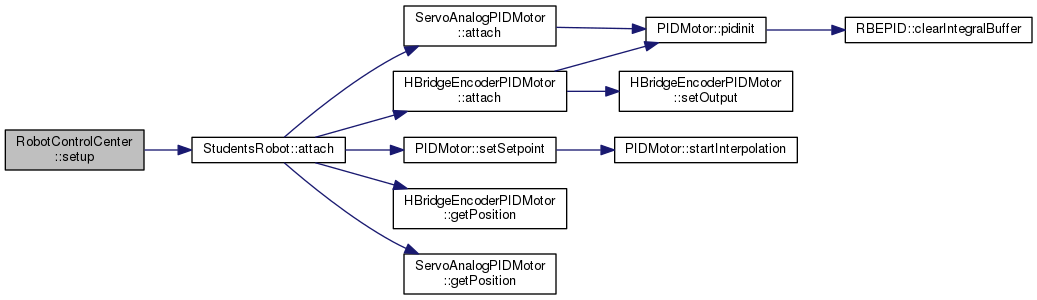 RobotControlCenter
::setup
StudentsRobot::attach
ServoAnalogPIDMotor
::attach
HBridgeEncoderPIDMotor
::attach
PIDMotor::setSetpoint
HBridgeEncoderPIDMotor
::getPosition
ServoAnalogPIDMotor
::getPosition
PIDMotor::pidinit
HBridgeEncoderPIDMotor
::setOutput
PIDMotor::startInterpolation
RBEPID::clearIntegralBuffer